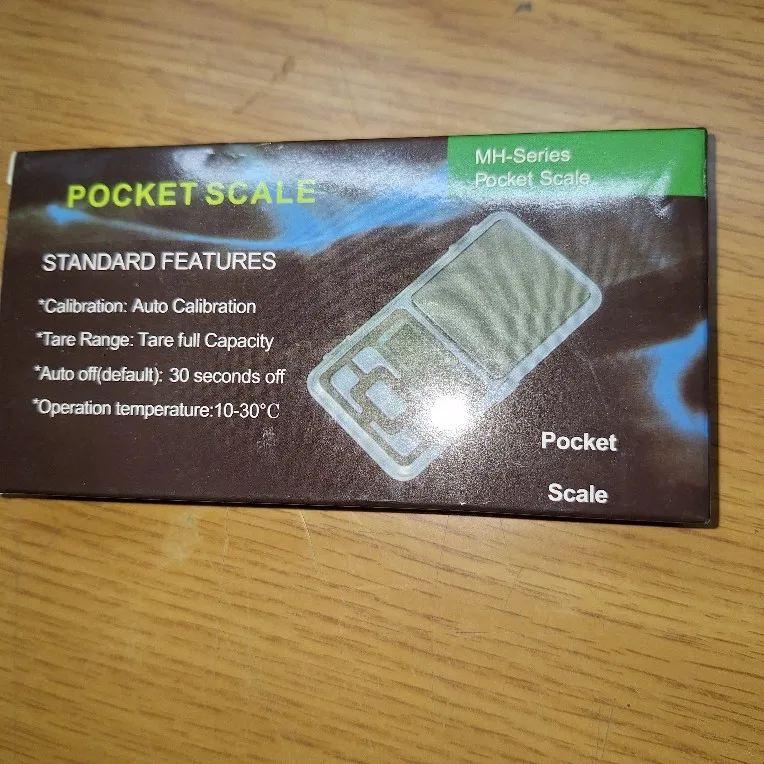 MH-Series
Pocket Scale
POCKET SCALE
STANDARD FEATURES
*Calibration: Auto Calibration
*Tare Range: Tare full Capacity
*Auto off(default): 30 seconds off
*Operation temperature:10-30°C
Pocket
Scale